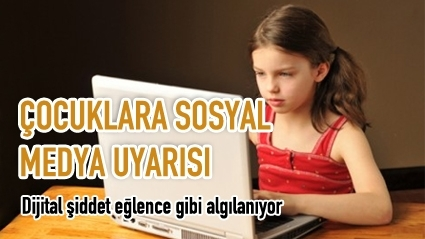 ÇOCUKLARA SOSYAL
MEDYA UYARISI
Dijital şiddet eğlence gibi algılanıyor